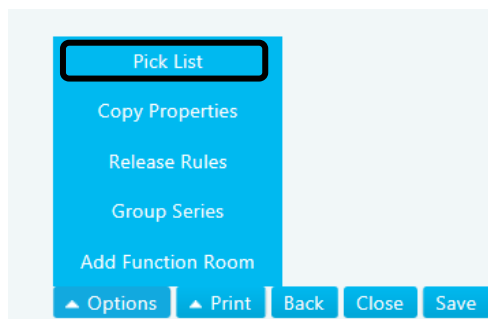 Pick List
Copy Properties
Release Rules
Group Series
Add Function Room
Options Print Back Close Save